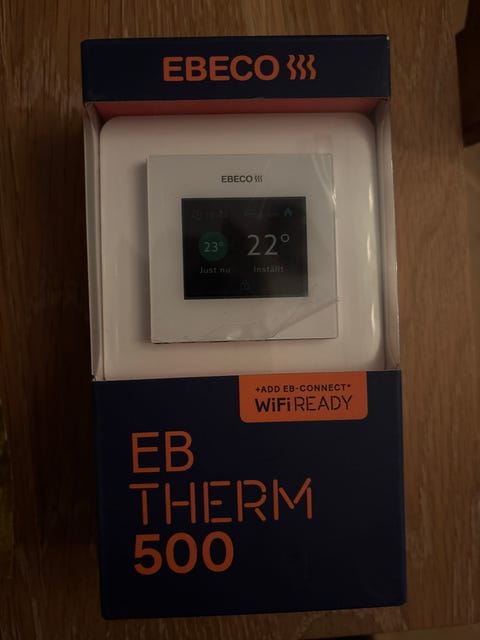 EBECO
EBECO
23° 22°
Just nu Inställt
+ADD EB-CONNECT*
WiFi READY
EB
THERM
500